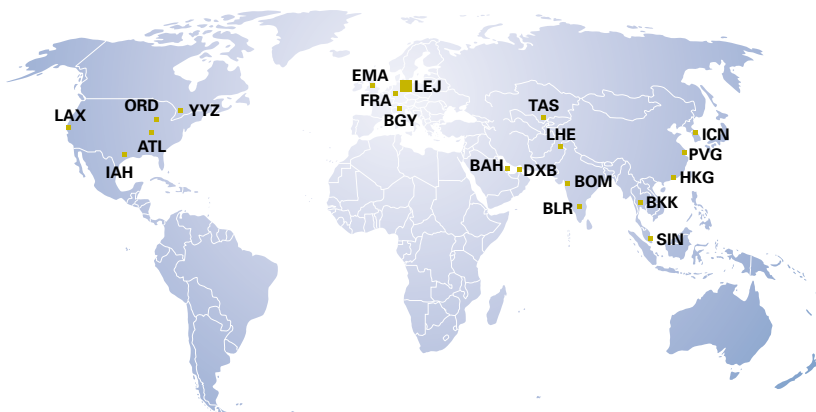 EMA
LEJ
FRA
BGY
ORD
YYZ
LAX
ATL
IAH
TAS
LHE
ICN
PVG
BAH
DXB
BOM
HKG
BLR
BKK
SIN